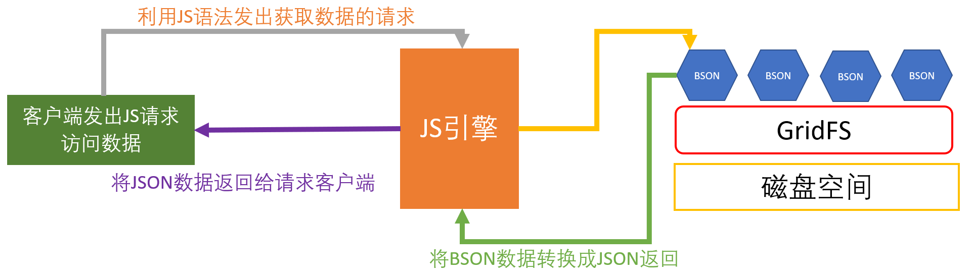 利用JS语法发出获取数据的请求
客户端发出JS请求
访问数据
JS引擎
BSON
BSON
BSON
BSON
GridFS
磁盘空间
将JSON数据返回给请求客户端
将BSON数据转换成JSON返回